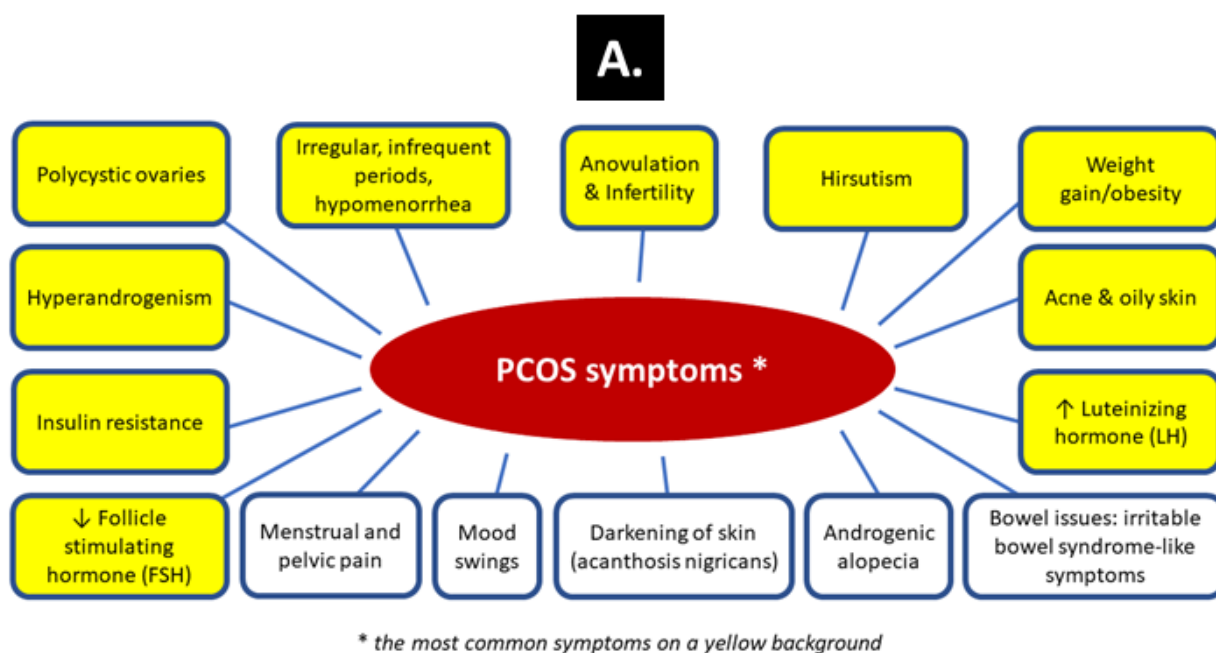 A.
Polycystic ovaries
Irregular, infrequent
periods,
hypomenorrhea
Anovulation
& Infertility
Hirsutism
Weight
gain/obesity
Hyperandrogenism
Acne & oily skin
PCOS symptoms *
Insulin resistance
↑ Luteinizing
hormone (LH)
↓ Follicle
stimulating
hormone (FSH)
Menstrual and
pelvic pain
Mood
swings
Darkening of skin
(acanthosis nigricans)
Androgenic
alopecia
Bowel issues: irritable
bowel syndrome-like
symptoms
* the most common symptoms on a yellow background